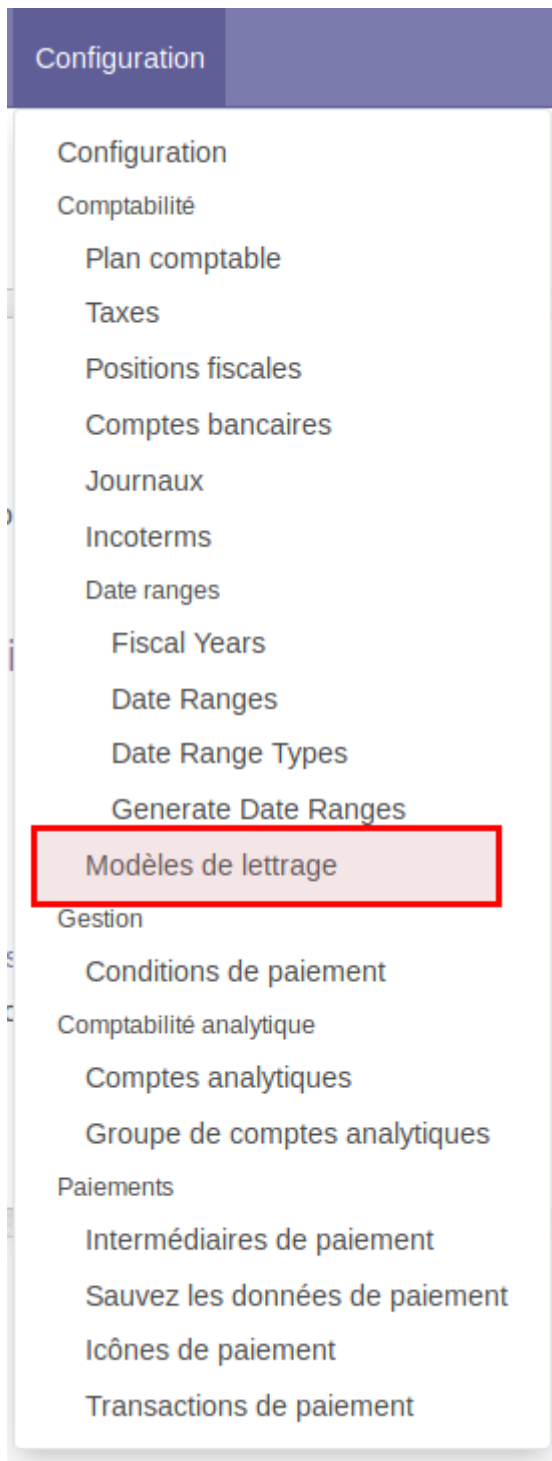 Configuration
Configuration
Comptabilité
Plan comptable
Taxes
Positions fiscales
Comptes bancaires
Journaux
Incoterms
Date ranges
Fiscal Years
Date Ranges
Date Range Types
Generate Date Ranges
Modèles de lettrage
Gestion
Conditions de paiement
Comptabilité analytique
Comptes analytiques
Groupe de comptes analytiques
Paiements
Intermédiaires de paiement
Sauvez les données de paiement
Icônes de paiement
Transactions de paiement